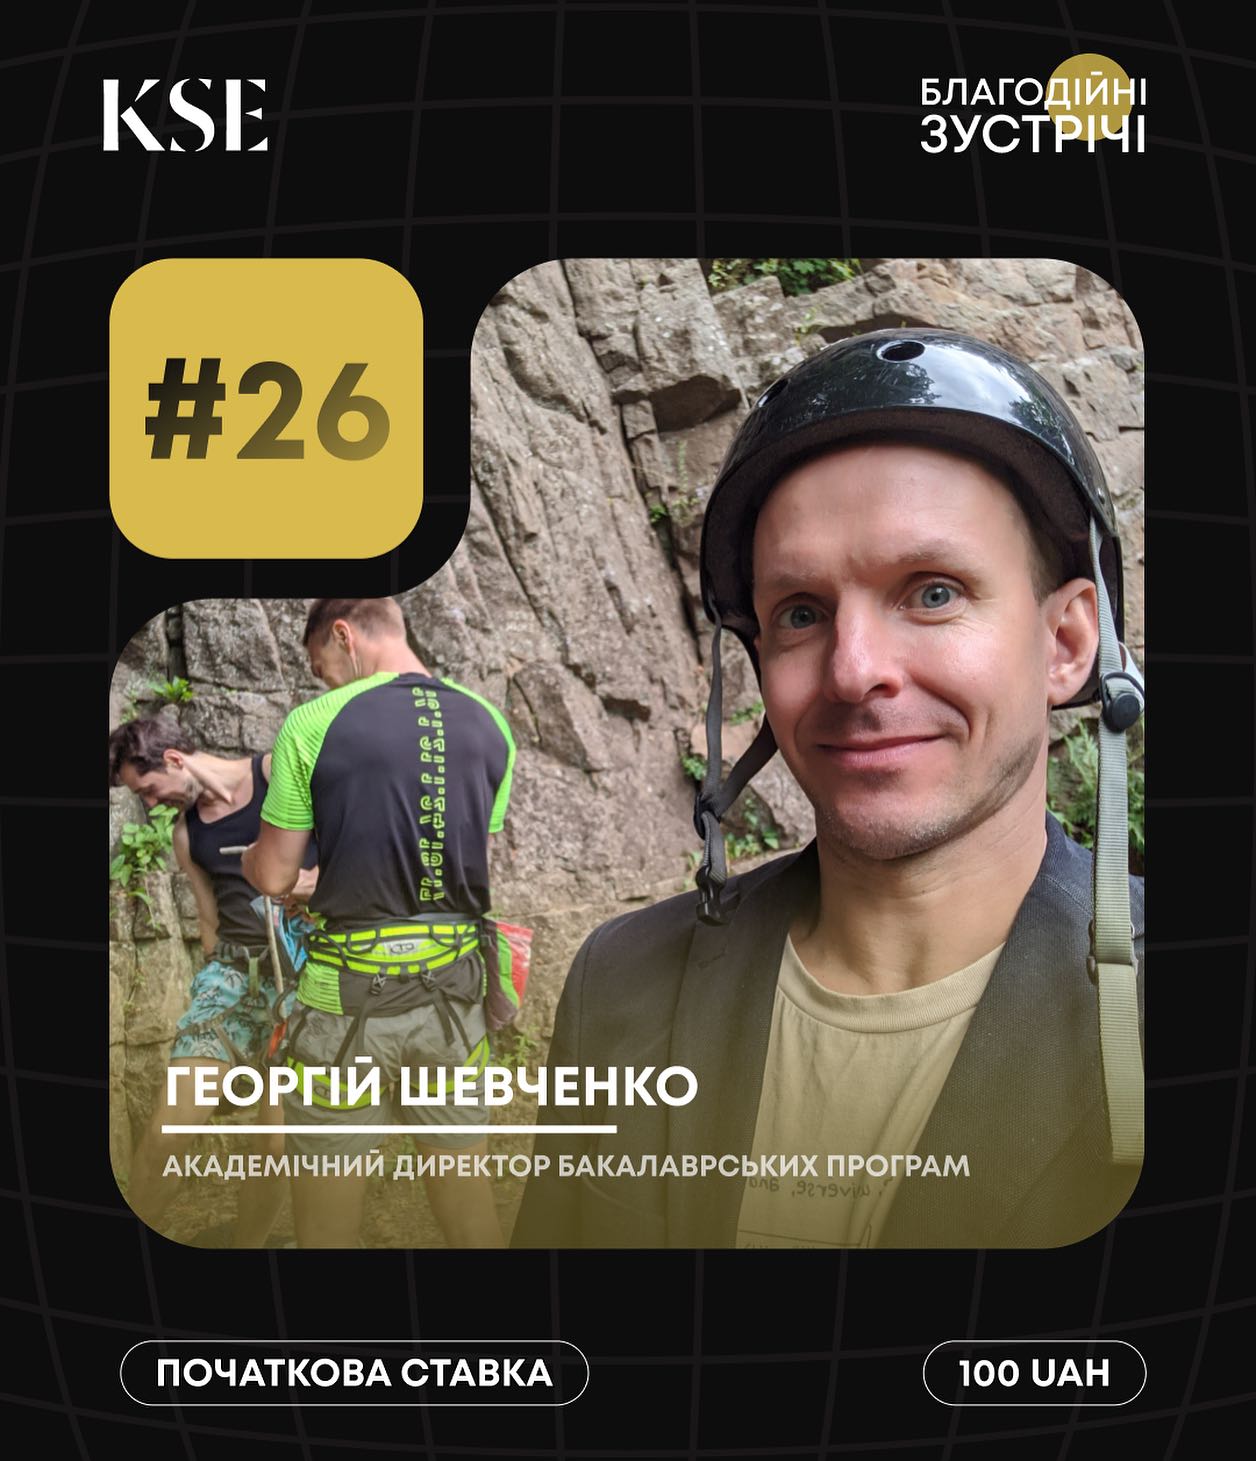 KSE
БЛАГОДІЙНІ
ЗУСТРІЧІ
#26
ГЕОРГІЙ ШЕВЧЕНКО
АКАДЕМІЧНИЙ ДИРЕКТОР БАКАЛАВРСЬКИХ ПРОГРАМ
ПОЧАТКОВА СТАВКА
100 UAH